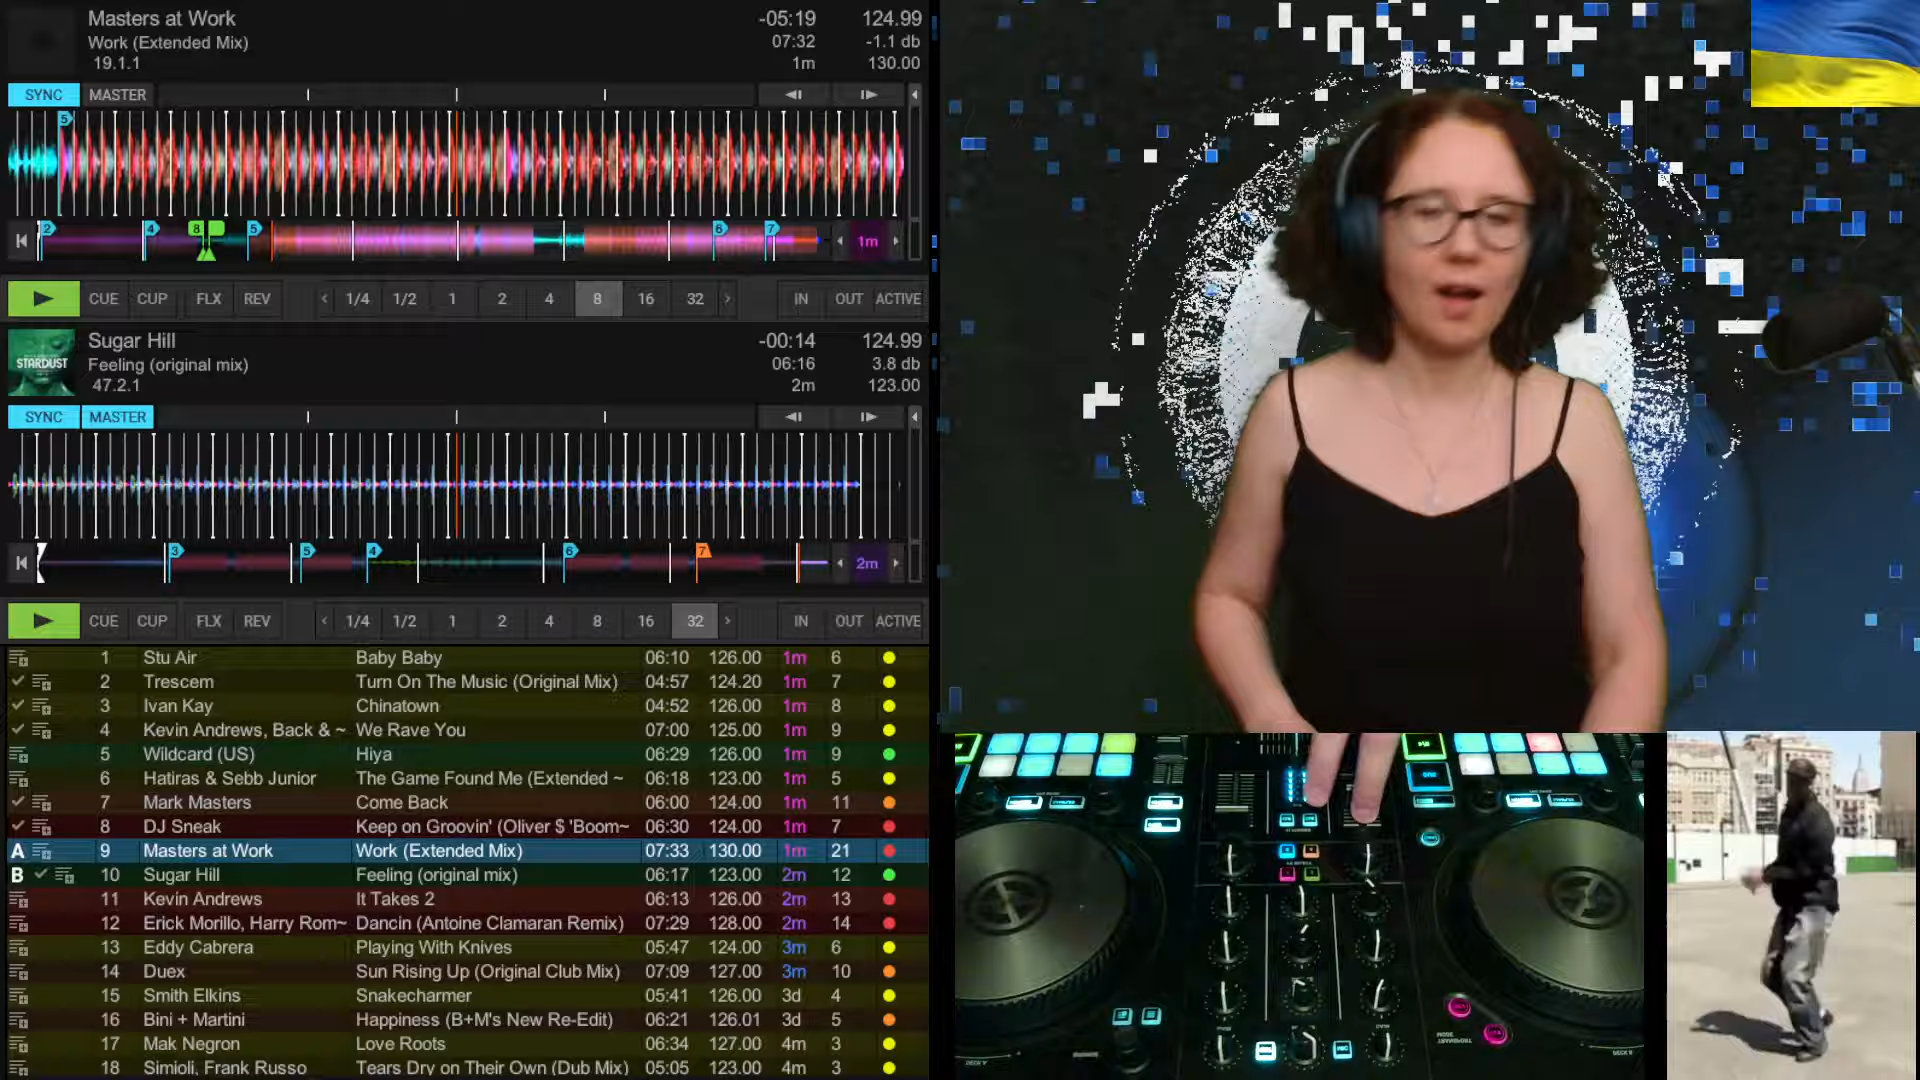 Masters at Work -05:19 124.99
Work (Extended Mix) 07:32 -1.1 db
19.1.1 1m 130.00
SYNC MASTER
5
2 4 8 5 6 7 1m
CUE CUP FLX REV 1/4 1/2 1 2 4 8 16 32 IN OUT ACTIVE
Sugar Hill -00:14 124.99
STARDUST Feeling (original mix) 06:16 3.8 db
47.2.1 2m 123.00
SYNC MASTER
3 5 4 6 7 2m
CUE CUP FLX REV 1/4 1/2 1 2 4 8 16 32 IN OUT ACTIVE
1 Stu Air Baby Baby 06:10 126.00 1m 6
2 Trescem Turn On The Music (Original Mix) 04:57 124.20 1m 7
3 Ivan Kay Chinatown 04:52 126.00 1m 8
4 Kevin Andrews, Back & ~ We Rave You 07:00 125.00 1m 9
5 Wildcard (US) Hiya 06:29 126.00 1m 9
6 Hatiras & Sebb Junior The Game Found Me (Extended ~ 06:18 123.00 1m 5
7 Mark Masters Come Back 06:00 124.00 1m 11
8 DJ Sneak Keep on Groovin' (Oliver $ 'Boom~ 06:30 124.00 1m 7
A 9 Masters at Work Work (Extended Mix) 07:33 130.00 1m 21
B 10 Sugar Hill Feeling (original mix) 06:17 123.00 2m 12
11 Kevin Andrews It Takes 2 06:13 126.00 2m 13
12 Erick Morillo, Harry Rom~ Dancin (Antoine Clamaran Remix) 07:29 128.00 2m 14
13 Eddy Cabrera Playing With Knives 05:47 124.00 3m 6
14 Duex Sun Rising Up (Original Club Mix) 07:09 127.00 3m 10
15 Smith Elkins Snakecharmer 05:41 126.00 3d 4
16 Bini + Martini Happiness (B+M's New Re-Edit) 06:21 126.01 3d 5
17 Mak Negron Love Roots 06:34 127.00 4m 3
18 Simioli, Frank Russo Tears Dry on Their Own (Dub Mix) 05:05 123.00 4m 3